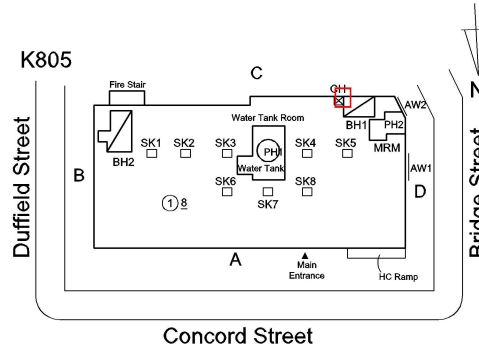 K805
Fire Stair
C
CH
N
Water Tank Room
BH1
AW2
PH2
SK1
SK2
SK3
PH1
SK4
SK5
MRM
BH2
Water Tank
AW1
B
SK6
SK7
SK8
D
1 8
A
Main
Entrance
HC Ramp
Duffield Street
Bridge Street
Concord Street